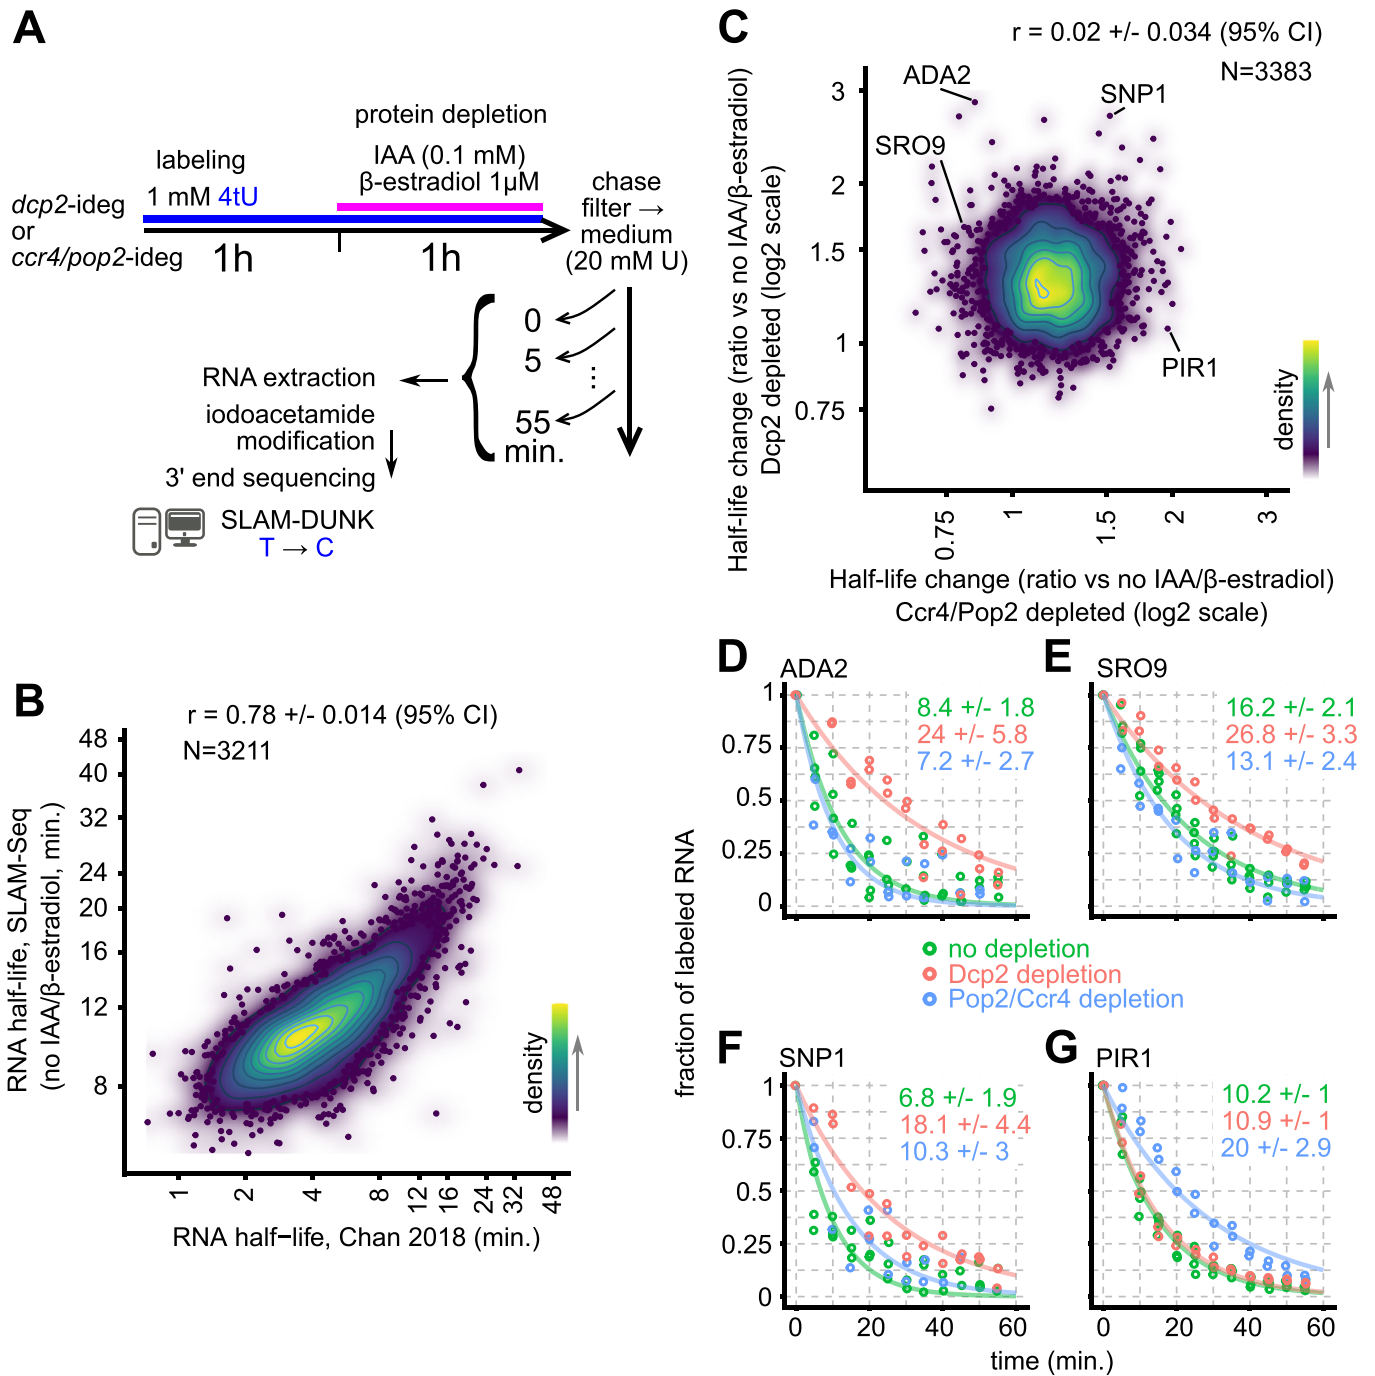 A
protein depletion
labeling
1 mM 4tU
IAA (0.1 mM)
β-estradiol 1µM
dcp2-ideg
or
ccr4/pop2-ideg
1h
1h
chase
filter →
medium
(20 mM U)
0
5
⋮
55
min.
RNA extraction
iodoacetamide
modification
3' end sequencing
SLAM-DUNK
T → C
B
r = 0.78 +/- 0.014 (95% CI)
N=3211
RNA half-life, SLAM-Seq
(no IAA/β-estradiol, min.)
48
40
32
24
20
16
12
8
density
1
2
4
8
12
16
24
32
48
RNA half−life, Chan 2018 (min.)
C
r = 0.02 +/- 0.034 (95% CI)
N=3383
Half-life change (ratio vs no IAA/β-estradiol)
Dcp2 depleted (log2 scale)
3
2
1.5
1
0.75
ADA2
SNP1
SRO9
PIR1
density
0.75
1
1.5
2
3
Half-life change (ratio vs no IAA/β-estradiol)
Ccr4/Pop2 depleted (log2 scale)
fraction of labeled RNA
D
ADA2
1
0.75
0.5
0.25
0
8.4 +/- 1.8
24 +/- 5.8
7.2 +/- 2.7
E
SRO9
16.2 +/- 2.1
26.8 +/- 3.3
13.1 +/- 2.4
no depletion
Dcp2 depletion
Pop2/Ccr4 depletion
F
SNP1
1
0.75
0.5
0.25
0
6.8 +/- 1.9
18.1 +/- 4.4
10.3 +/- 3
0
20
40
60
G
PIR1
10.2 +/- 1
10.9 +/- 1
20 +/- 2.9
0
20
40
60
time (min.)